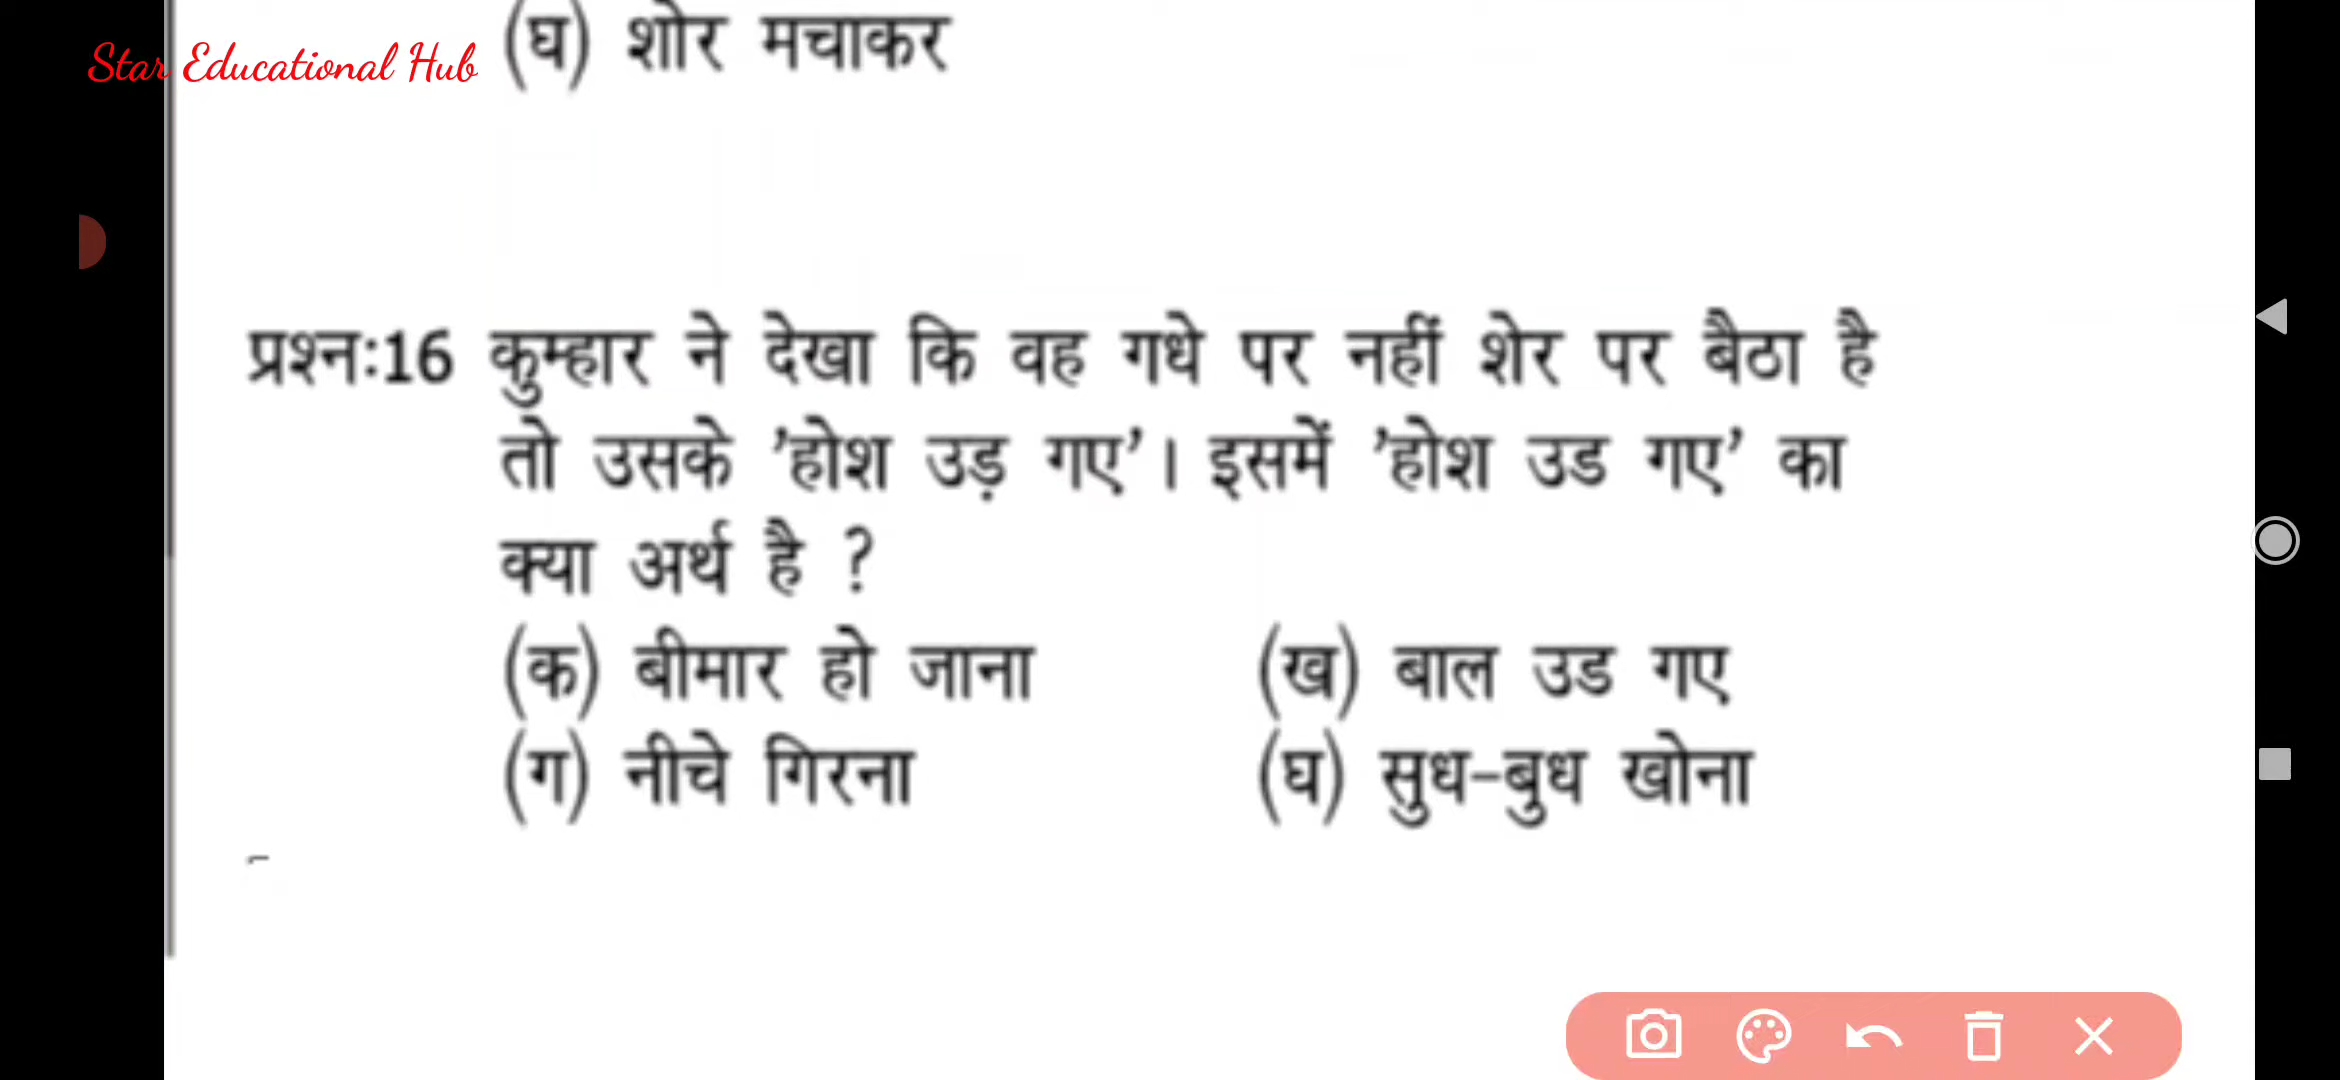 Star Educational Hub
(घ) शोर मचाकर
प्रश्न:16 कुम्हार ने देखा कि वह गधे पर नहीं शेर पर बैठा है
तो उसके ’होश उड़ गए’। इसमें ’होश उड गए’ का
क्या अर्थ है ?
(क) बीमार हो जाना (ख) बाल उड गए
(ग) नीचे गिरना (घ) सुध-बुध खोना